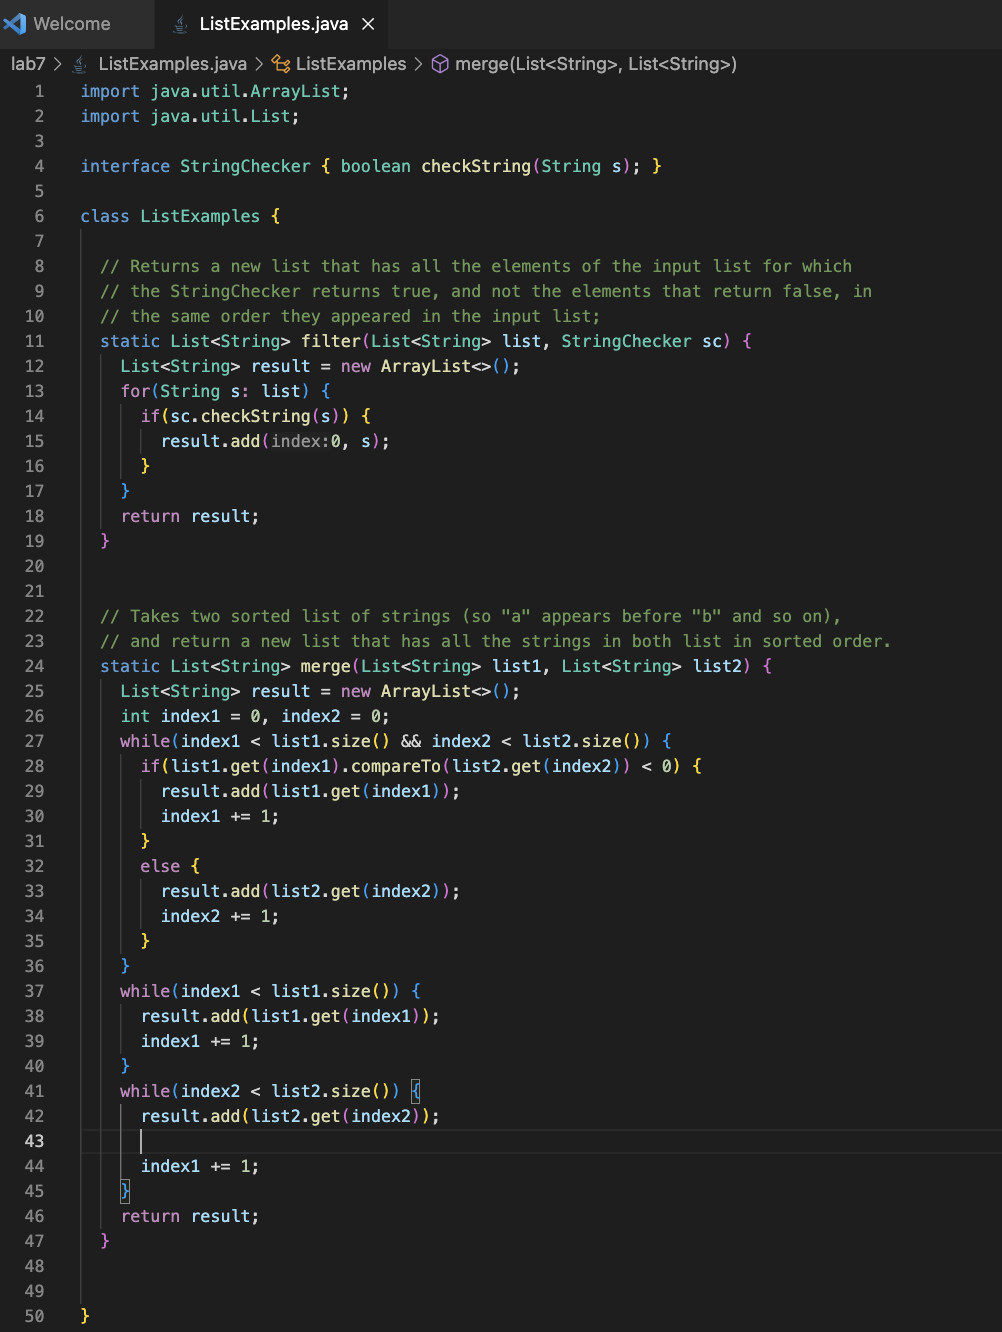 Welcome ListExamples.java ×
lab7 > ListExamples.java > ListExamples > merge(List<String>, List<String>)
1 import java.util.ArrayList;
2 import java.util.List;
3
4 interface StringChecker { boolean checkString(String s); }
5
6 class ListExamples {
7
8 // Returns a new list that has all the elements of the input list for which
9 // the StringChecker returns true, and not the elements that return false, in
10 // the same order they appeared in the input list;
11 static List<String> filter(List<String> list, StringChecker sc) {
12 List<String> result = new ArrayList<>();
13 for(String s: list) {
14 if(sc.checkString(s)) {
15 result.add(index:0, s);
16 }
17 }
18 return result;
19 }
20
21
22 // Takes two sorted list of strings (so "a" appears before "b" and so on),
23 // and return a new list that has all the strings in both list in sorted order.
24 static List<String> merge(List<String> list1, List<String> list2) {
25 List<String> result = new ArrayList<>();
26 int index1 = 0, index2 = 0;
27 while(index1 < list1.size() && index2 < list2.size()) {
28 if(list1.get(index1).compareTo(list2.get(index2)) < 0) {
29 result.add(list1.get(index1));
30 index1 += 1;
31 }
32 else {
33 result.add(list2.get(index2));
34 index2 += 1;
35 }
36 }
37 while(index1 < list1.size()) {
38 result.add(list1.get(index1));
39 index1 += 1;
40 }
41 while(index2 < list2.size()) {
42 result.add(list2.get(index2));
43
44 index1 += 1;
45 }
46 return result;
47 }
48
49
50 }